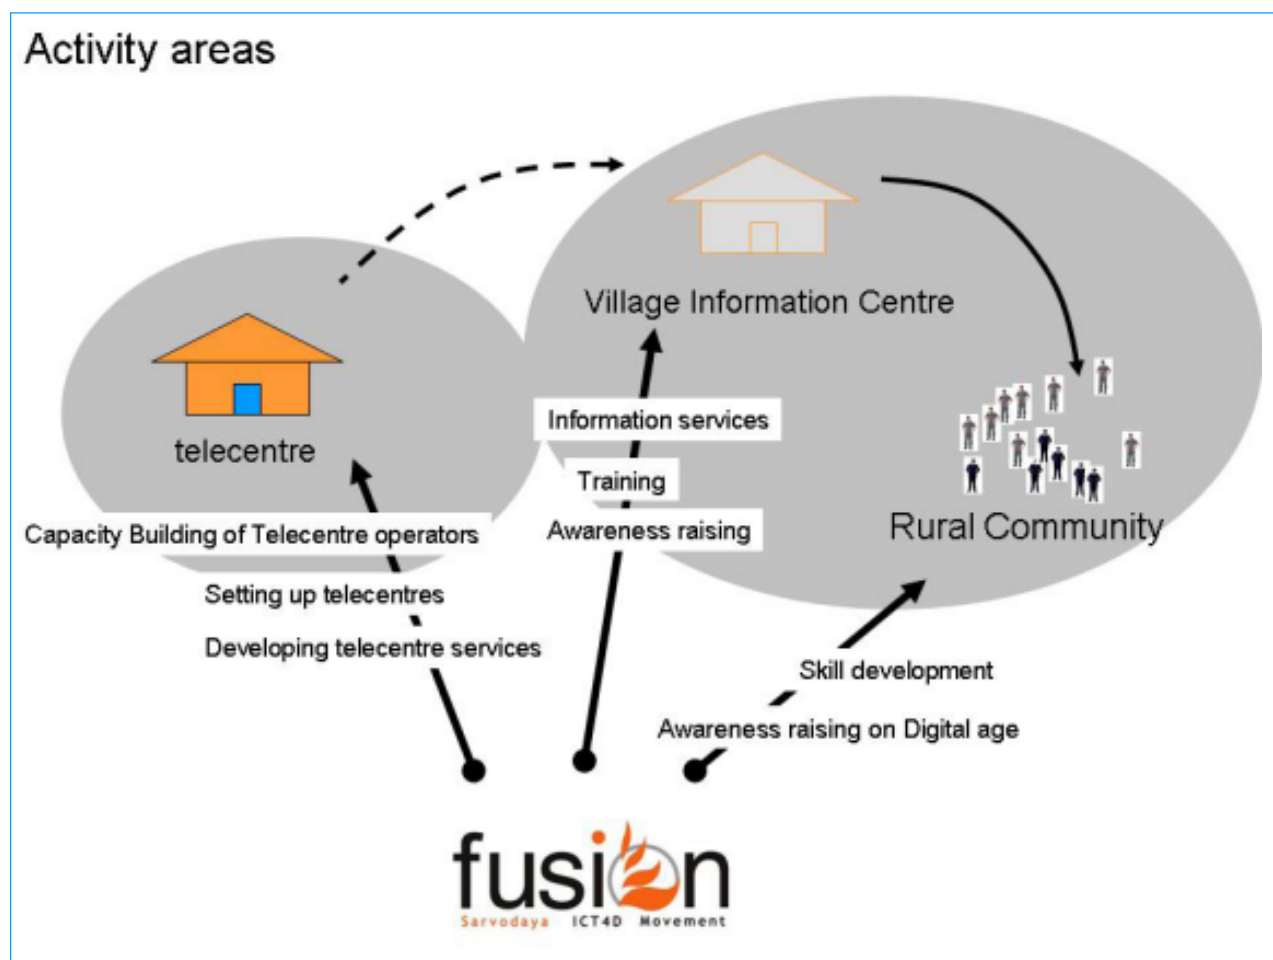 Activity areas
Village Information Centre
telecentre
Information services
Training
Awareness raising
Capacity Building of Telecentre operators
Rural Community
Setting up telecentres
Developing telecentre services
Skill development
Awareness raising on Digital age
fusion
Sarvodaya ICT4D Movement